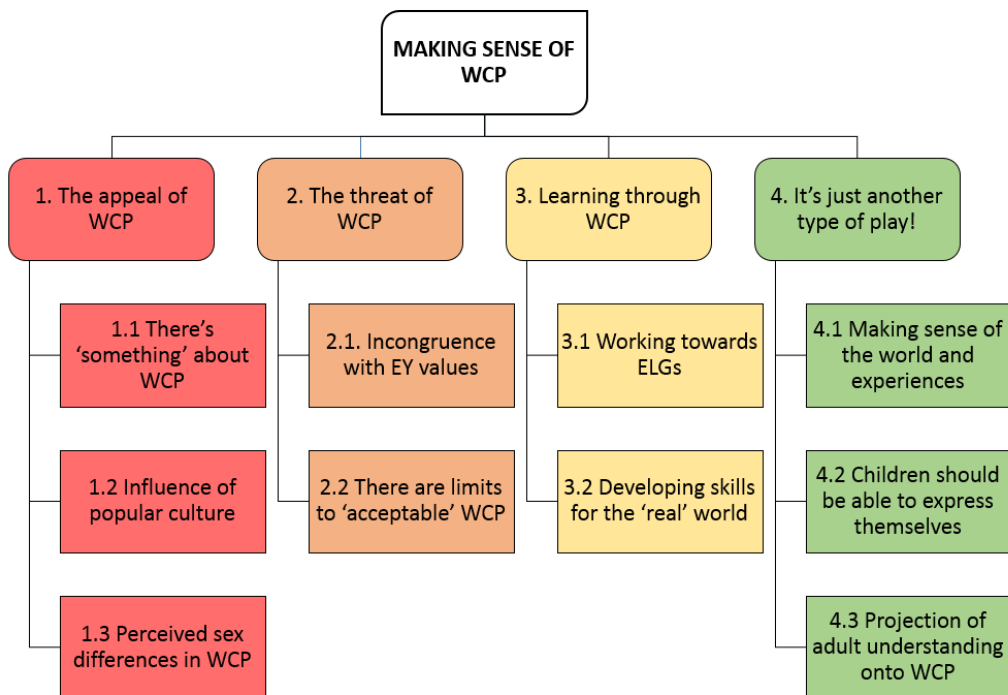 MAKING SENSE OF
WCP
1. The appeal of
WCP
2. The threat of
WCP
3. Learning through
WCP
4. It’s just another
type of play!
1.1 There’s
‘something’ about
WCP
2.1. Incongruence
with EY values
3.1 Working towards
ELGs
4.1 Making sense
of the world and
experiences
1.2 Influence of
popular culture
2.2 There are limits
to ‘acceptable’ WCP
3.2 Developing skills
for the ‘real’ world
4.2 Children should
be able to express
themselves
1.3 Perceived sex
differences in WCP
4.3 Projection of
adult understanding
onto WCP